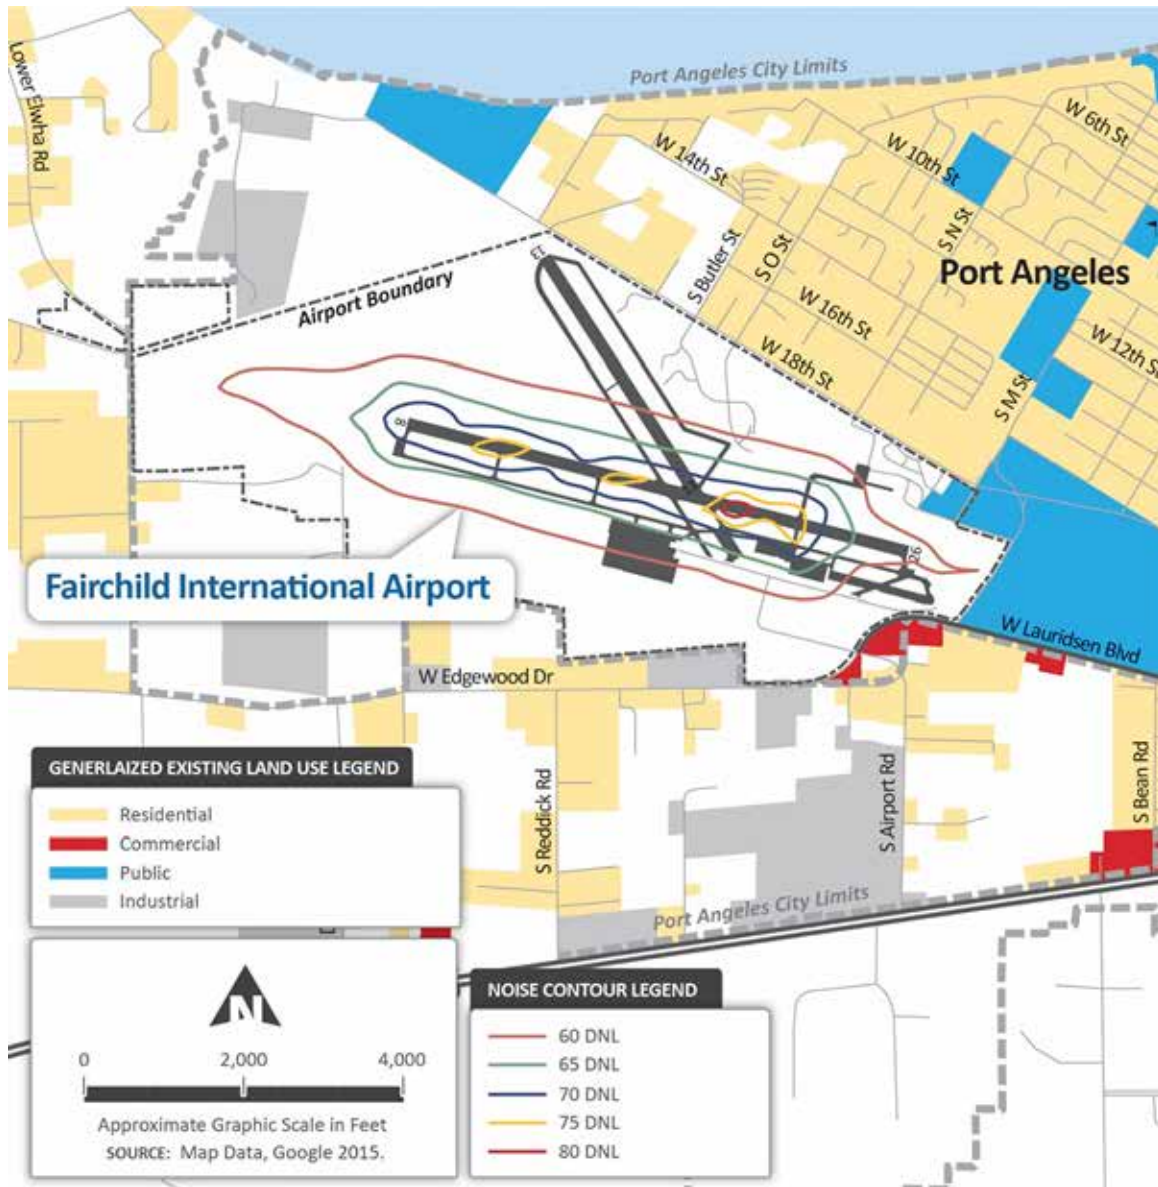 Port Angeles City Limits
Lower Elwha Rd
W 6th St
W 14th St
W 10th St
S N St
S Butler St
S O St
Port Angeles
13
Airport Boundary
W 16th St
W 12th St
W 18th St
S M St
8
26
Fairchild International Airport
W Lauridsen Blvd
W Edgewood Dr
GENERLAIZED EXISTING LAND USE LEGEND
Residential
Commercial
Public
Industrial
S Reddick Rd
S Airport Rd
S Bean Rd
Port Angeles City Limits
N
0 2,000 4,000
Approximate Graphic Scale in Feet
SOURCE: Map Data, Google 2015.
NOISE CONTOUR LEGEND
60 DNL
65 DNL
70 DNL
75 DNL
80 DNL